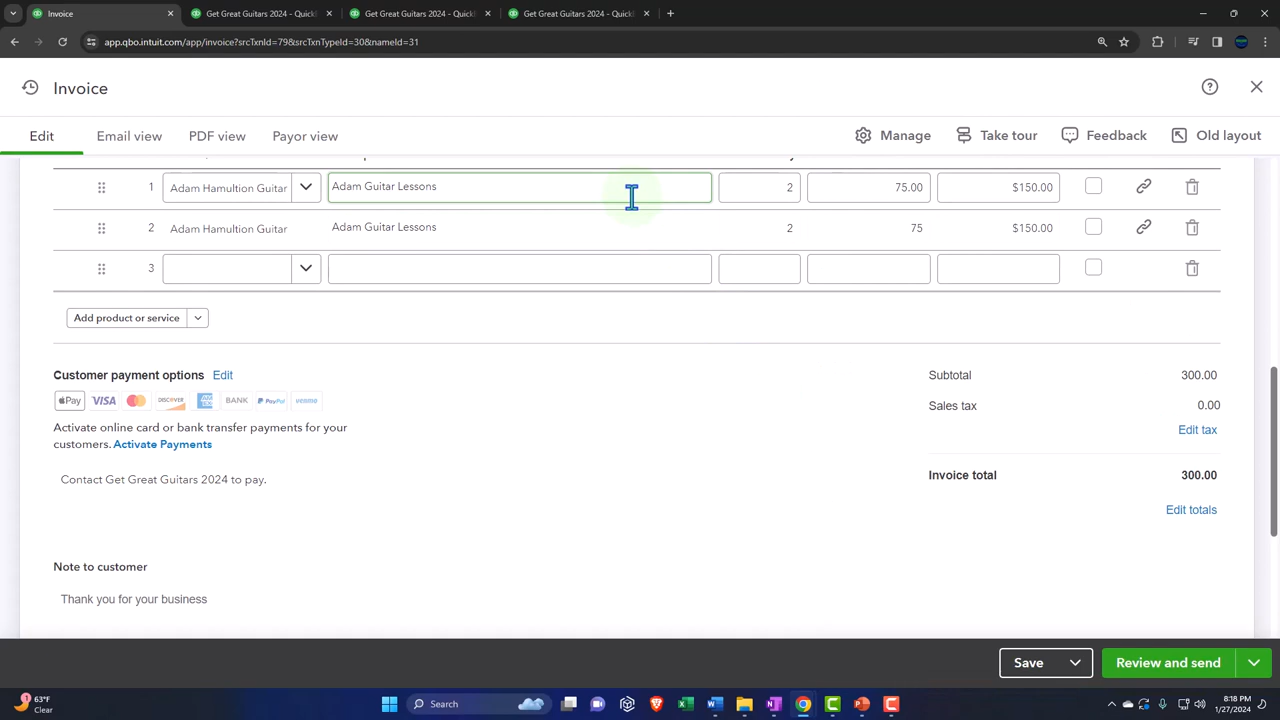 Invoice
Get Great Guitars 2024 - Quick
Get Great Guitars 2024 - Quick
Get Great Guitars 2024 - Quick
app.qbo.intuit.com/app/invoice?srcTxnId=79&srcTxnTypeId=30&nameId=31
Invoice
Edit Email view PDF view Payor view Manage Take tour Feedback Old layout
1 Adam Hamultion Guitar Adam Guitar Lessons 2 75.00 $150.00
2 Adam Hamultion Guitar Adam Guitar Lessons 2 75 $150.00
3
Add product or service
Customer payment options Edit
Pay VISA mastercard DISCOVER BANK PayPal venmo
Activate online card or bank transfer payments for your
customers. Activate Payments
Contact Get Great Guitars 2024 to pay.
Subtotal 300.00
Sales tax 0.00
Edit tax
Invoice total 300.00
Edit totals
Note to customer
Thank you for your business
Save Review and send
1 63°F
Clear
Search
8:18 PM
1/27/2024